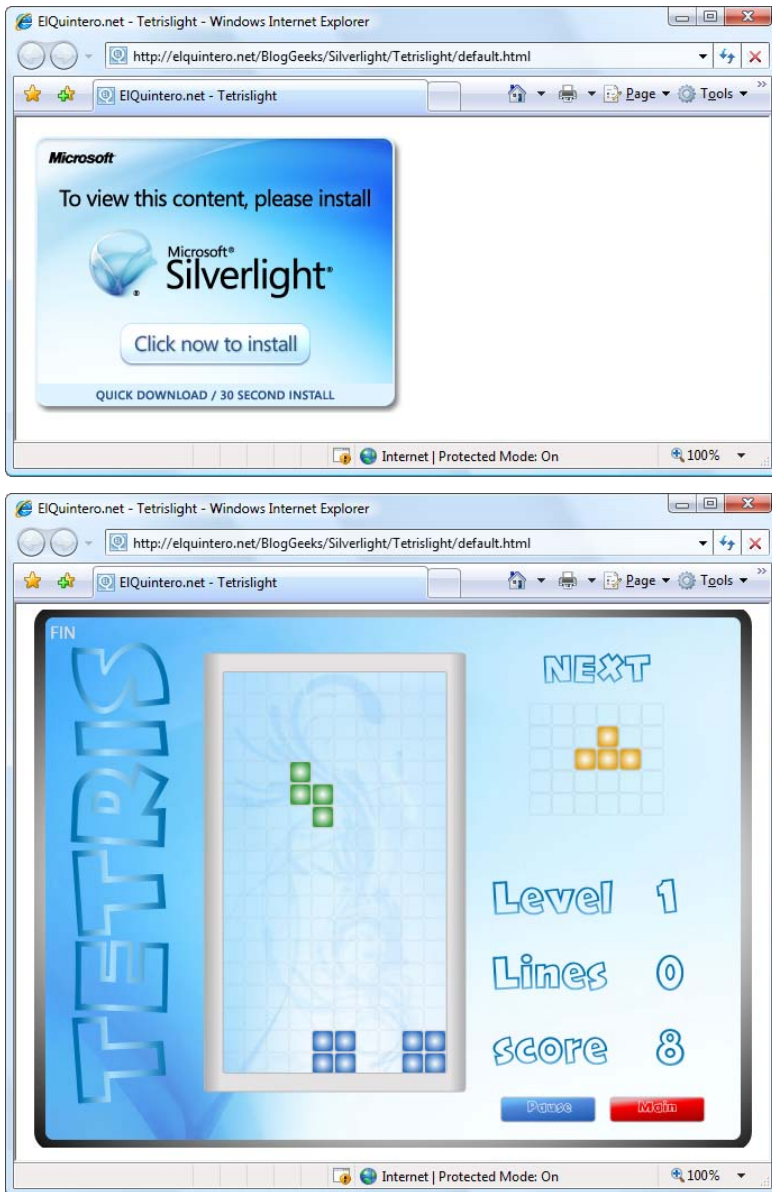 ElQuintero.net - Tetrislight - Windows Internet Explorer
http://elquintero.net/BlogGeeks/Silverlight/Tetrislight/default.html
ElQuintero.net - Tetrislight Page Tools
Microsoft
To view this content, please install
Microsoft®
Silverlight®
Click now to install
QUICK DOWNLOAD / 30 SECOND INSTALL
Internet | Protected Mode: On 100%
ElQuintero.net - Tetrislight - Windows Internet Explorer
http://elquintero.net/BlogGeeks/Silverlight/Tetrislight/default.html
ElQuintero.net - Tetrislight Page Tools
FIN
TETRIS
NEXT
Level 1
Lines 0
score 8
Pause Main
Internet | Protected Mode: On 100%